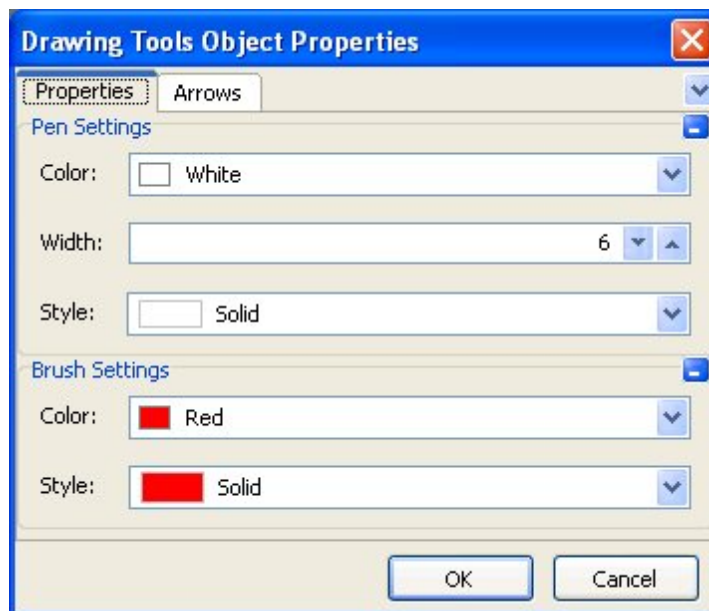 Drawing Tools Object Properties
Properties Arrows
Pen Settings
Color: White
Width: 6
Style: Solid
Brush Settings
Color: Red
Style: Solid
OK Cancel